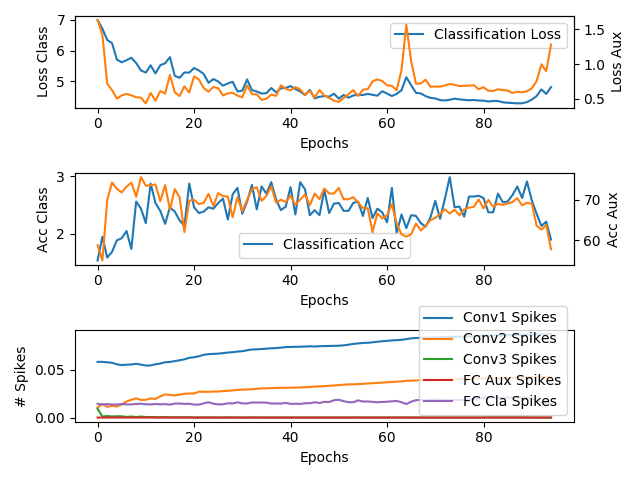 7
6
5
Loss Class
Classification Loss
1.5
1.0
0.5
Loss Aux
0 20 40 60 80
Epochs
3
2
Acc Class
Classification Acc
70
60
Acc Aux
0 20 40 60 80
Epochs
0.05
0.00
# Spikes
Conv1 Spikes
Conv2 Spikes
Conv3 Spikes
FC Aux Spikes
FC Cla Spikes
0 20 40 60 80
Epochs